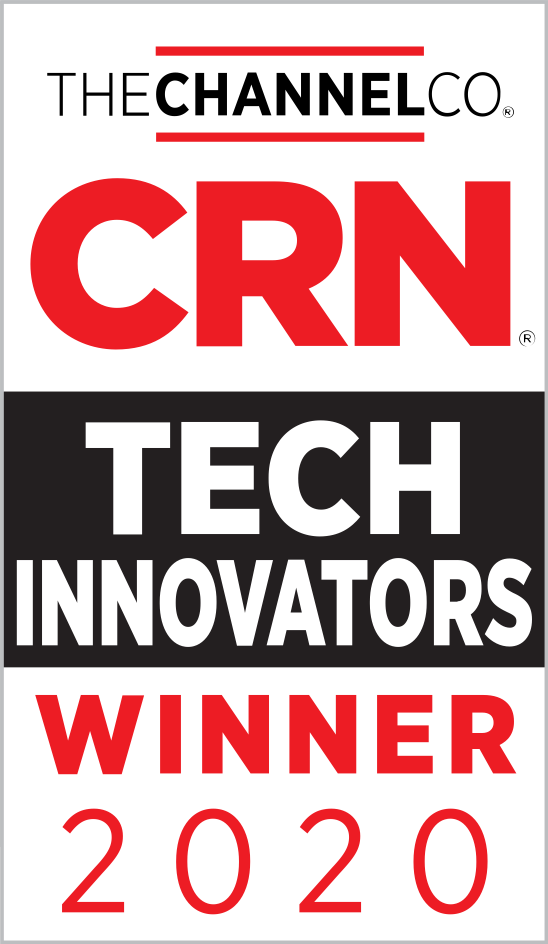 THECHANNELCO®
CRN®
TECH
INNOVATORS
WINNER
2020